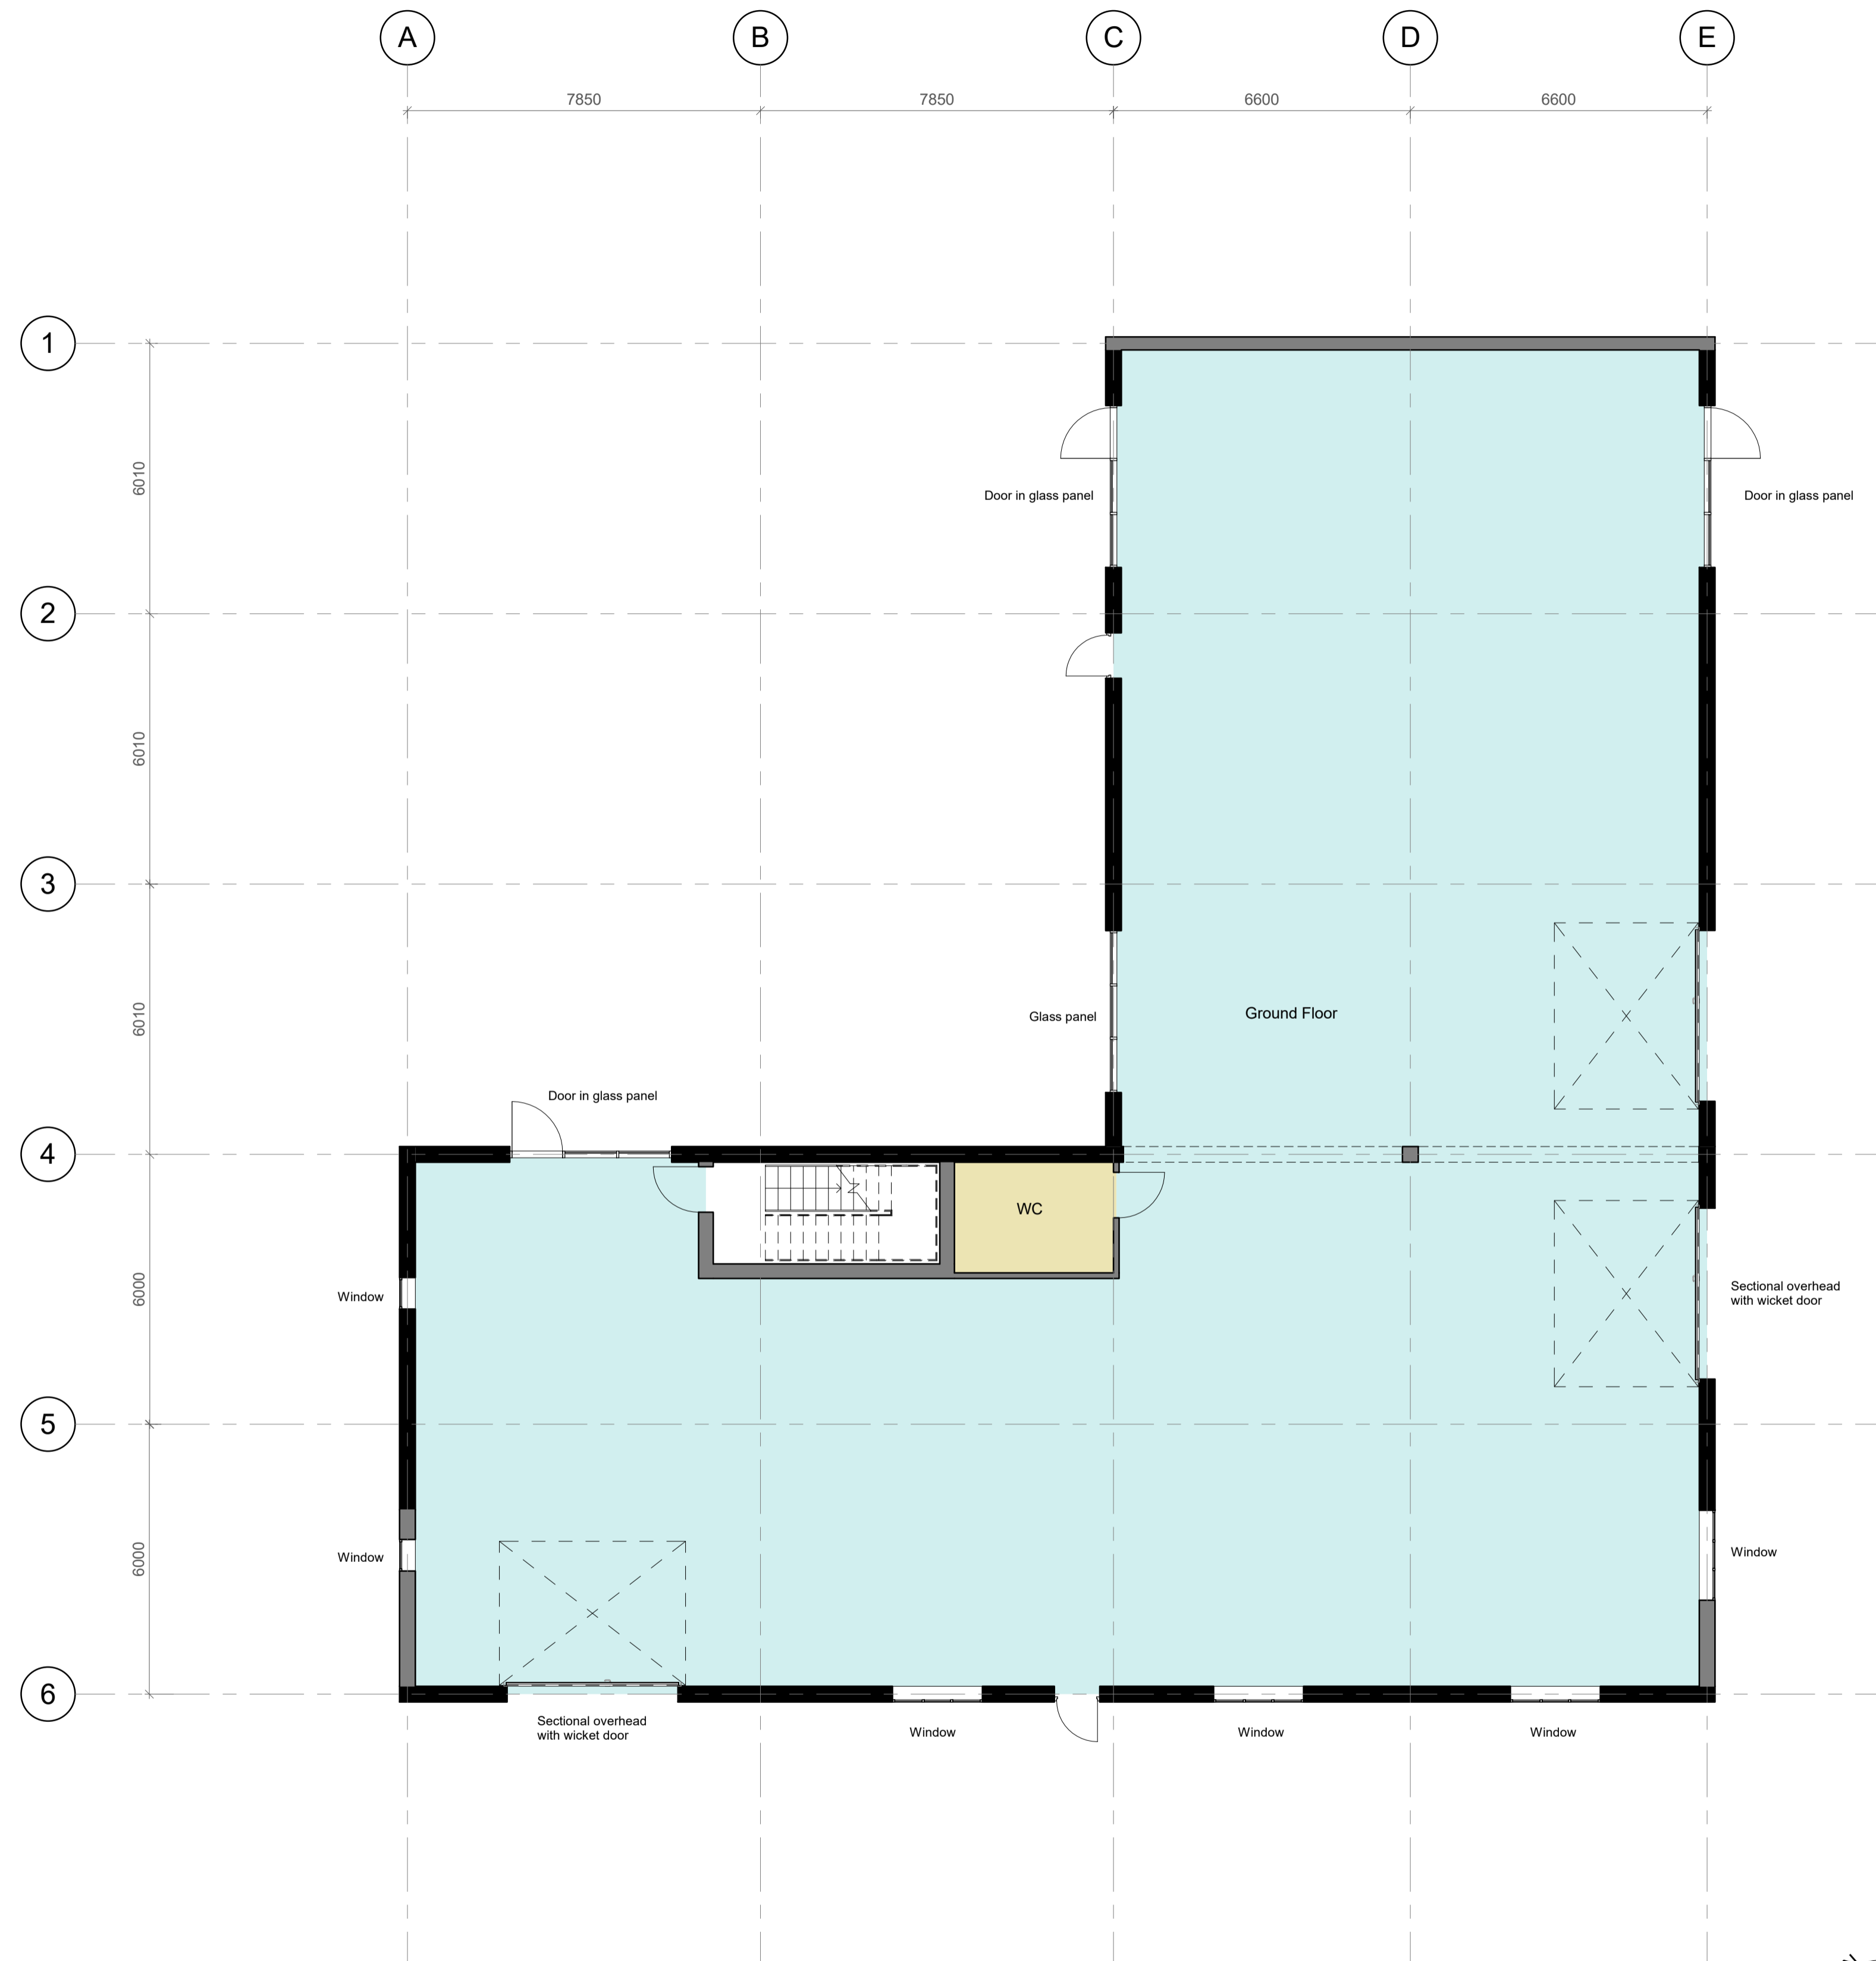 A
B
C
D
E
7850
7850
6600
6600
1
6010
Door in glass panel
Door in glass panel
2
6010
3
6010
Glass panel
Ground Floor
Door in glass panel
4
WC
6000
Window
Sectional overhead
with wicket door
5
6000
Window
Window
6
Sectional overhead
with wicket door
Window
Window
Window